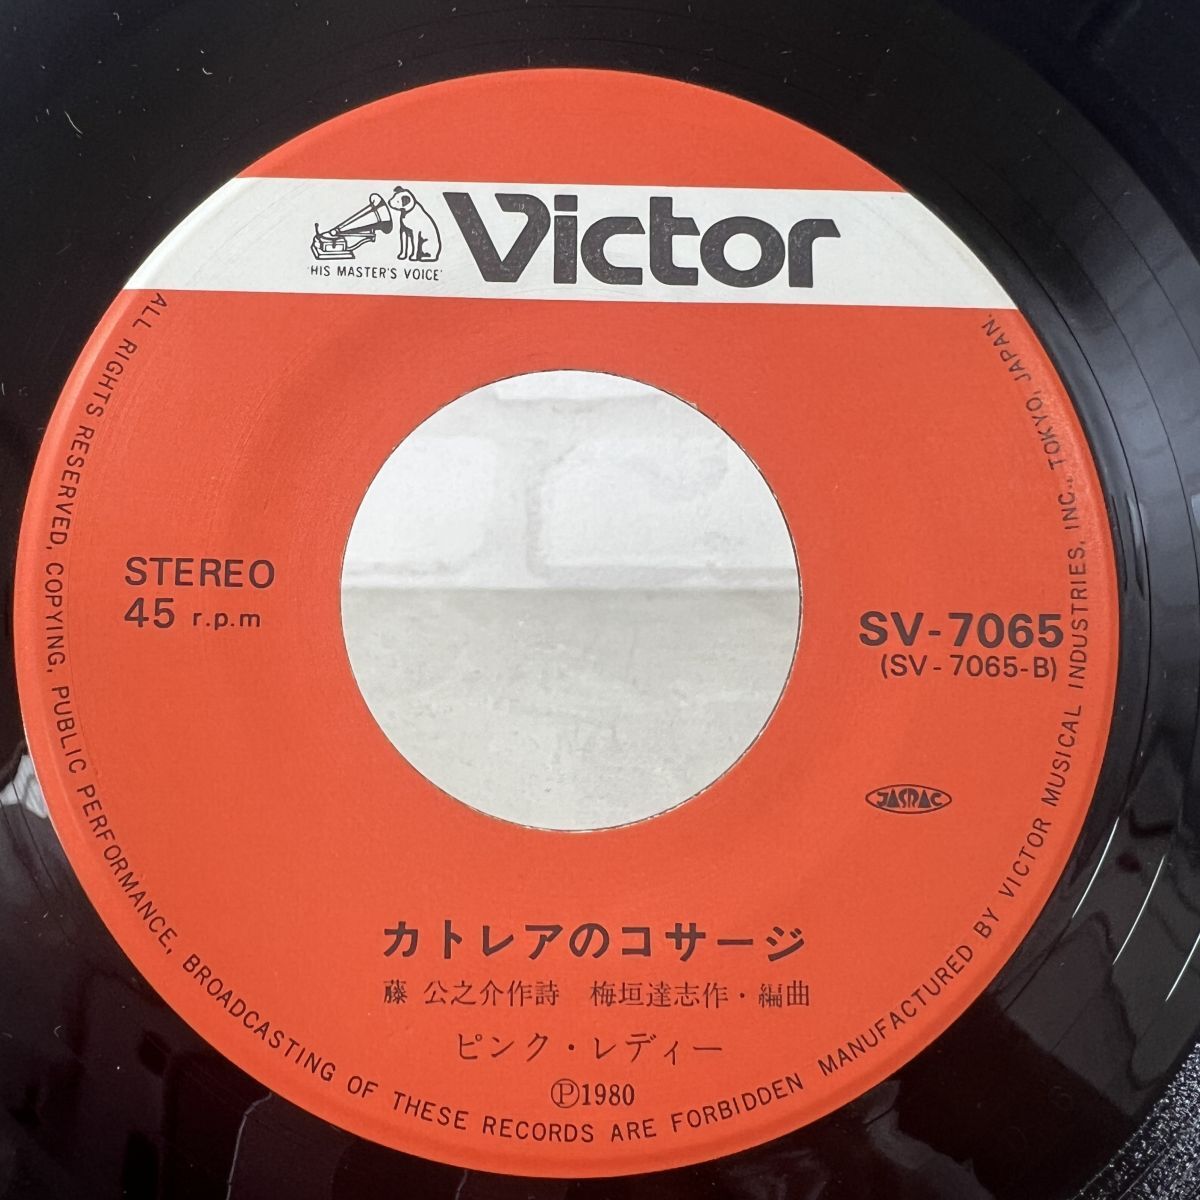 Victor
'HIS MASTER'S VOICE'
STEREO
45 r.p.m
SV-7065
(SV-7065-B)
JASRAC
カトレアのコサージ
藤 公之介作詩 梅垣達志作・編曲
ピンク・レディー
Ⓟ1980
ALL RIGHTS RESERVED. COPYING, PUBLIC PERFORMANCE, BROADCASTING OF THESE RECORDS ARE FORBIDDEN MANUFACTURED BY VICTOR MUSICAL INDUSTRIES, INC., TOKYO, JAPAN.